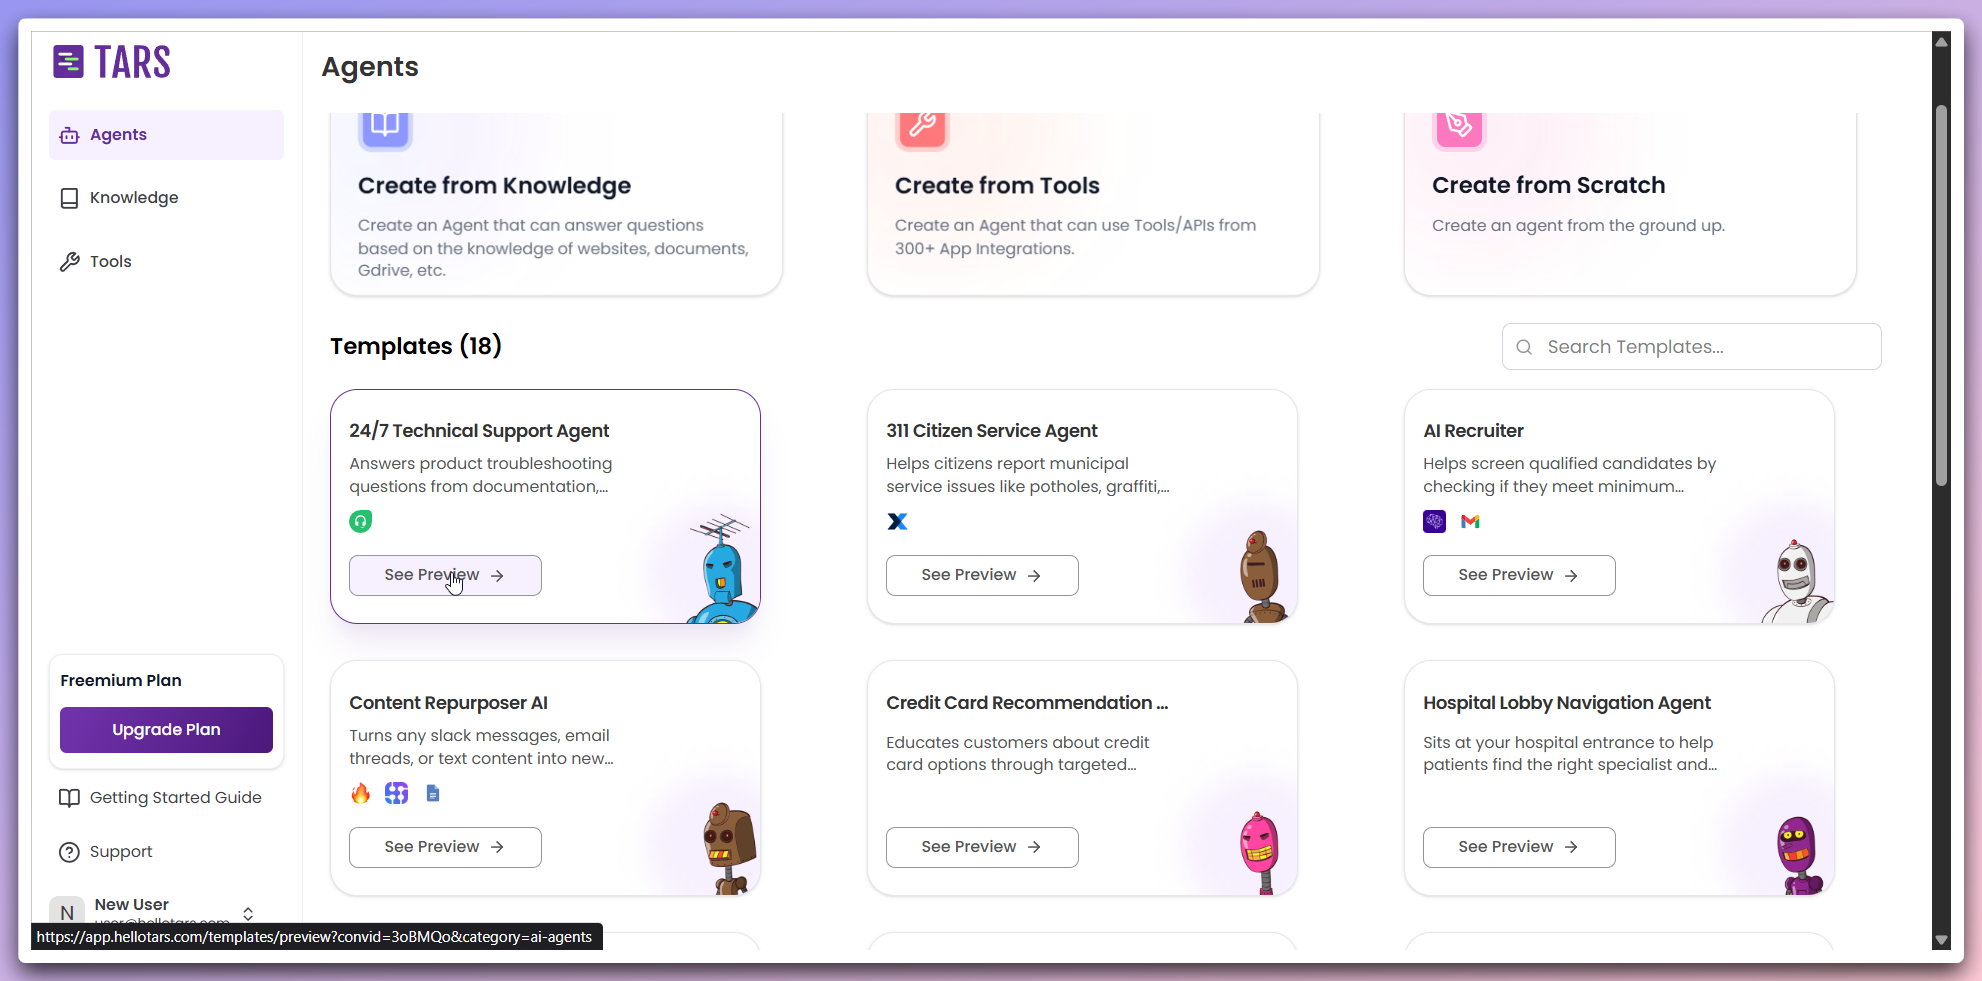 TARS
Agents
Knowledge
Tools
Freemium Plan
Upgrade Plan
Getting Started Guide
Support
N
New User
https://app.hellotars.com/templates/preview?convid=3oBMQo&category=ai-agents
Agents
Create from Knowledge
Create an Agent that can answer questions
based on the knowledge of websites, documents,
Gdrive, etc.
Create from Tools
Create an Agent that can use Tools/APIs from
300+ App Integrations.
Create from Scratch
Create an agent from the ground up.
Templates (18)
Search Templates...
24/7 Technical Support Agent
Answers product troubleshooting
questions from documentation,...
See Preview
311 Citizen Service Agent
Helps citizens report municipal
service issues like potholes, graffiti,...
See Preview
AI Recruiter
Helps screen qualified candidates by
checking if they meet minimum...
See Preview
Content Repurposer AI
Turns any slack messages, email
threads, or text content into new...
See Preview
Credit Card Recommendation ...
Educates customers about credit
card options through targeted...
See Preview
Hospital Lobby Navigation Agent
Sits at your hospital entrance to help
patients find the right specialist and...
See Preview